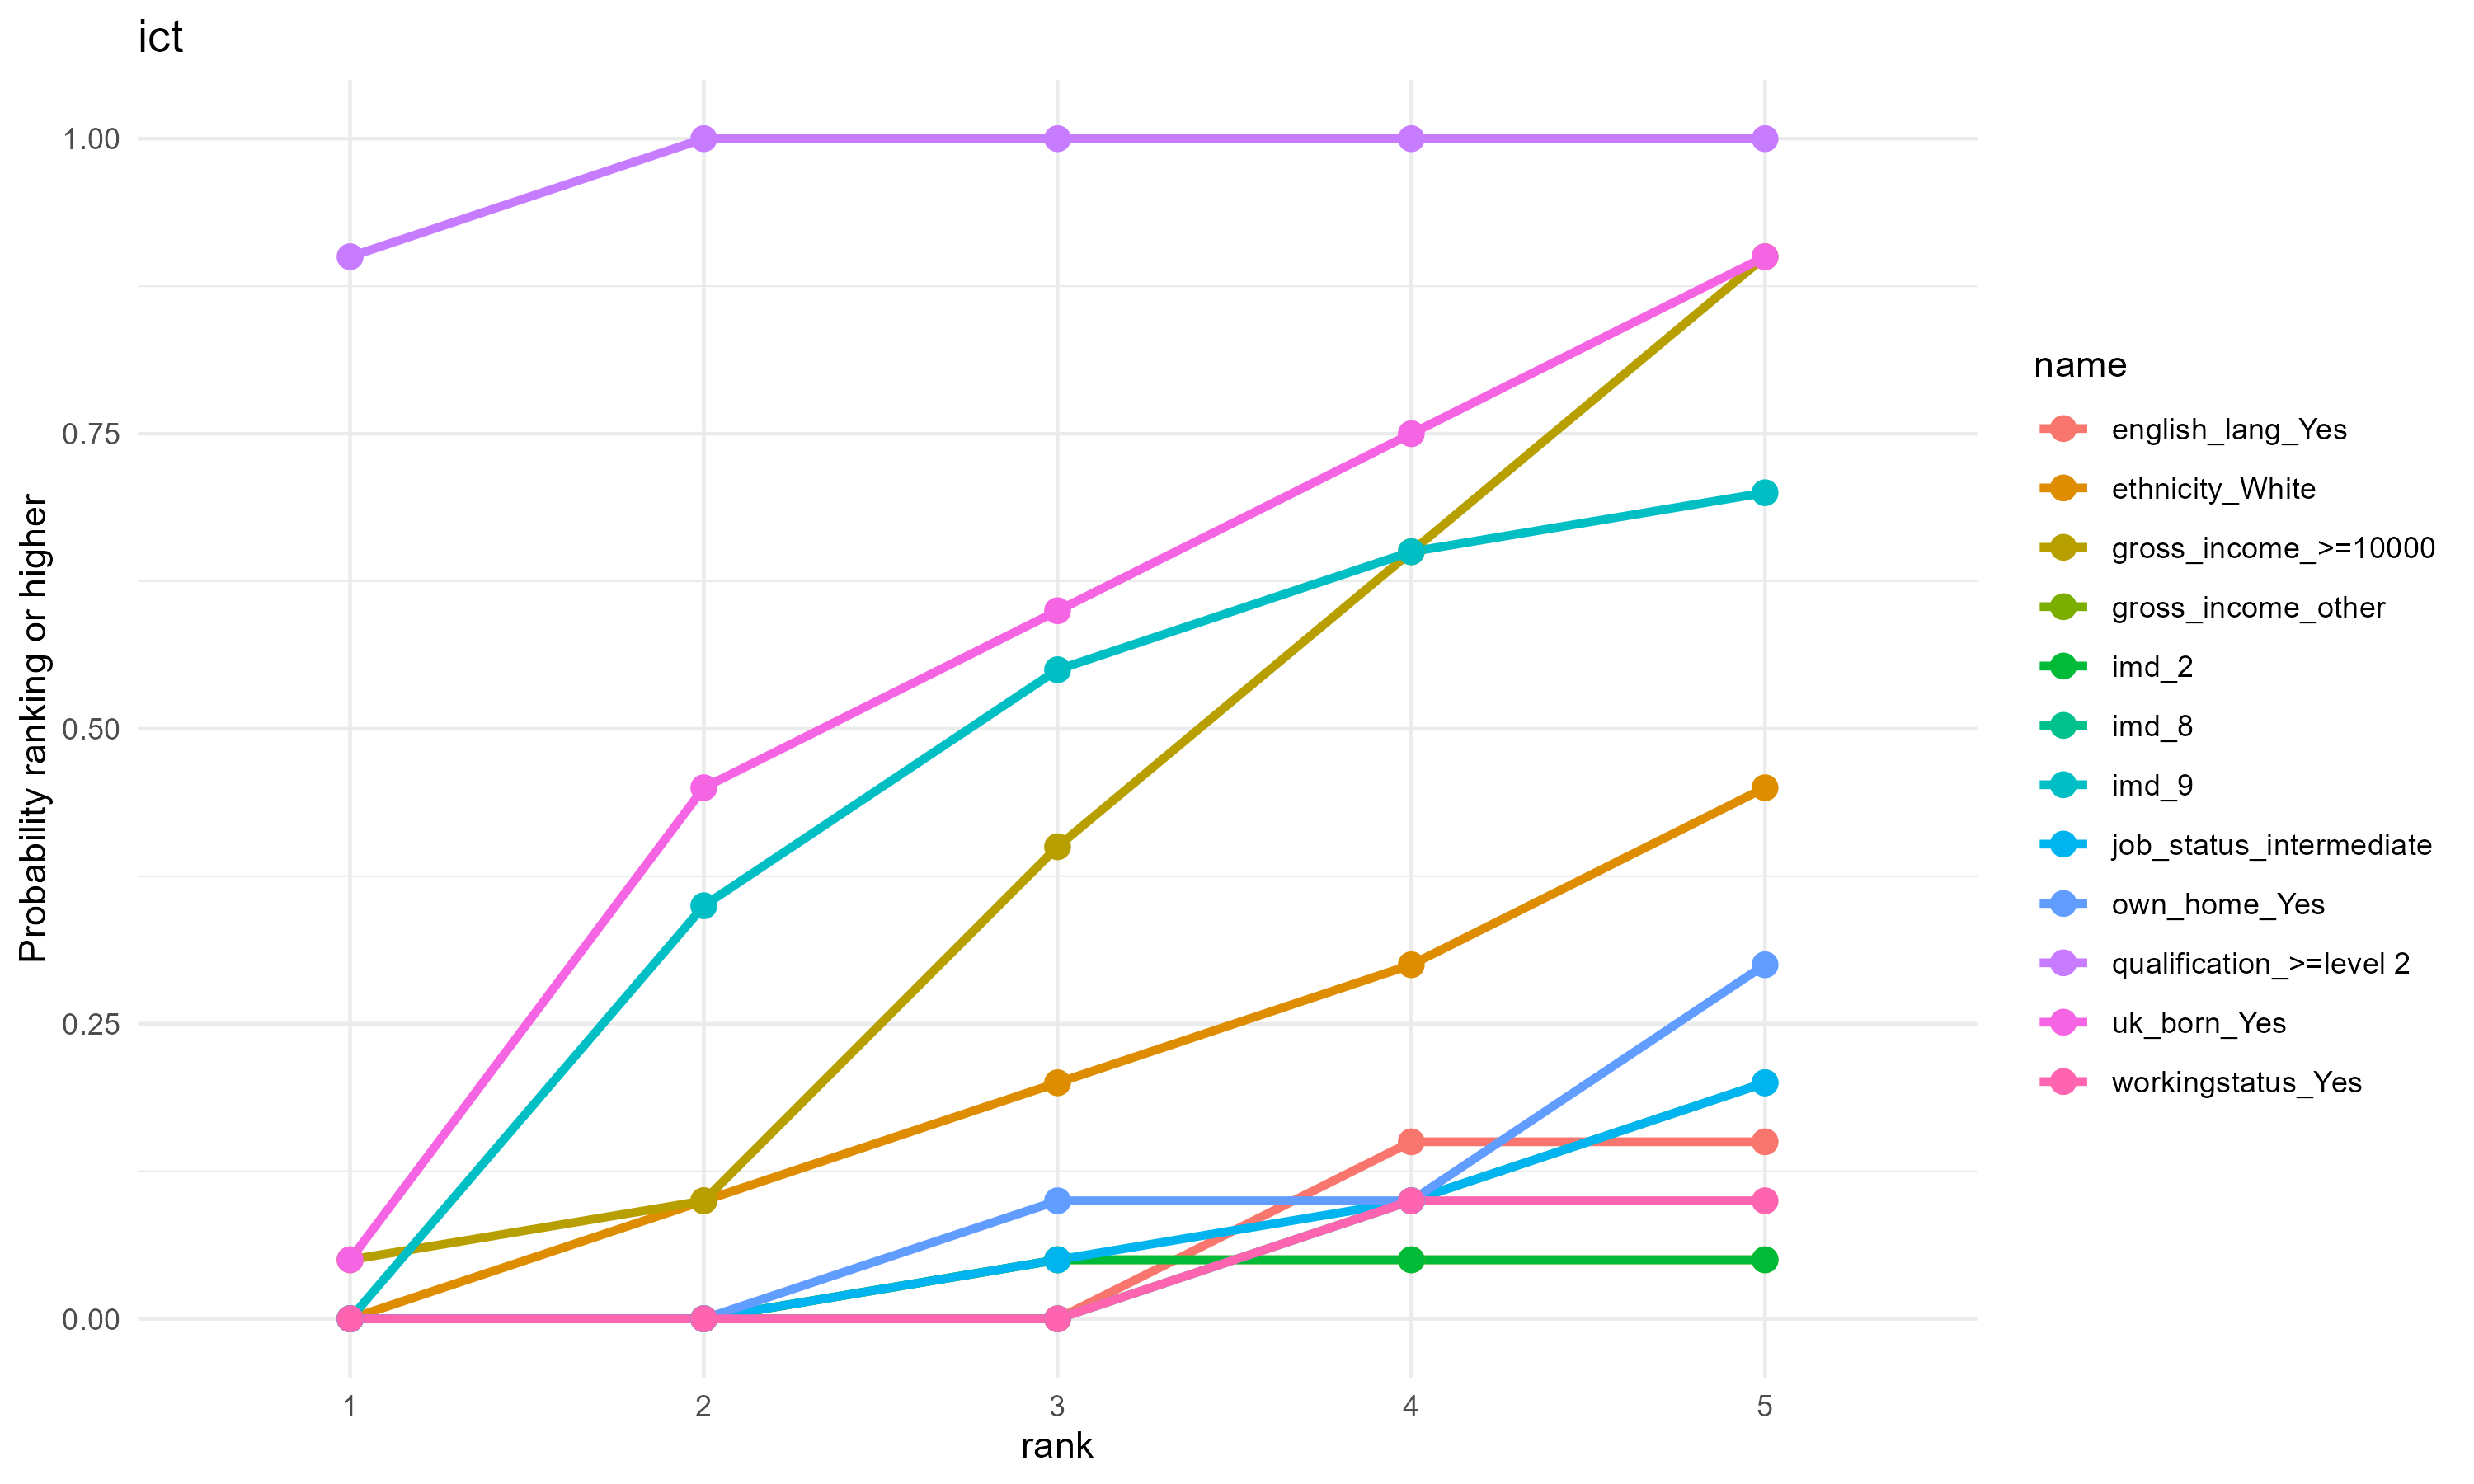 ict
1.00
0.75
0.50
0.25
0.00
Probability ranking or higher
1 2 3 4 5
rank
name
english_lang_Yes
ethnicity_White
gross_income_>=10000
gross_income_other
imd_2
imd_8
imd_9
job_status_intermediate
own_home_Yes
qualification_>=level 2
uk_born_Yes
workingstatus_Yes